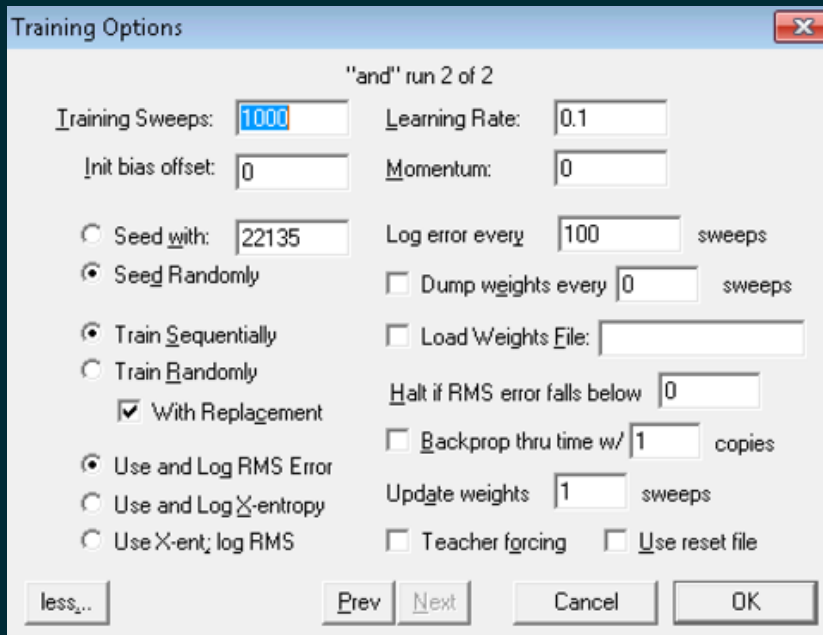 Training Options
"and" run 2 of 2
Training Sweeps: 1000
Learning Rate: 0.1
Init bias offset: 0
Momentum: 0
Seed with: 22135
Log error every 100 sweeps
Seed Randomly
Dump weights every 0 sweeps
Train Sequentially
Load Weights File:
Train Randomly
Halt if RMS error falls below 0
With Replacement
Backprop thru time w/ 1 copies
Use and Log RMS Error
Update weights 1 sweeps
Use and Log X-entropy
Use X-ent; log RMS
Teacher forcing
Use reset file
less...
Prev
Next
Cancel
OK